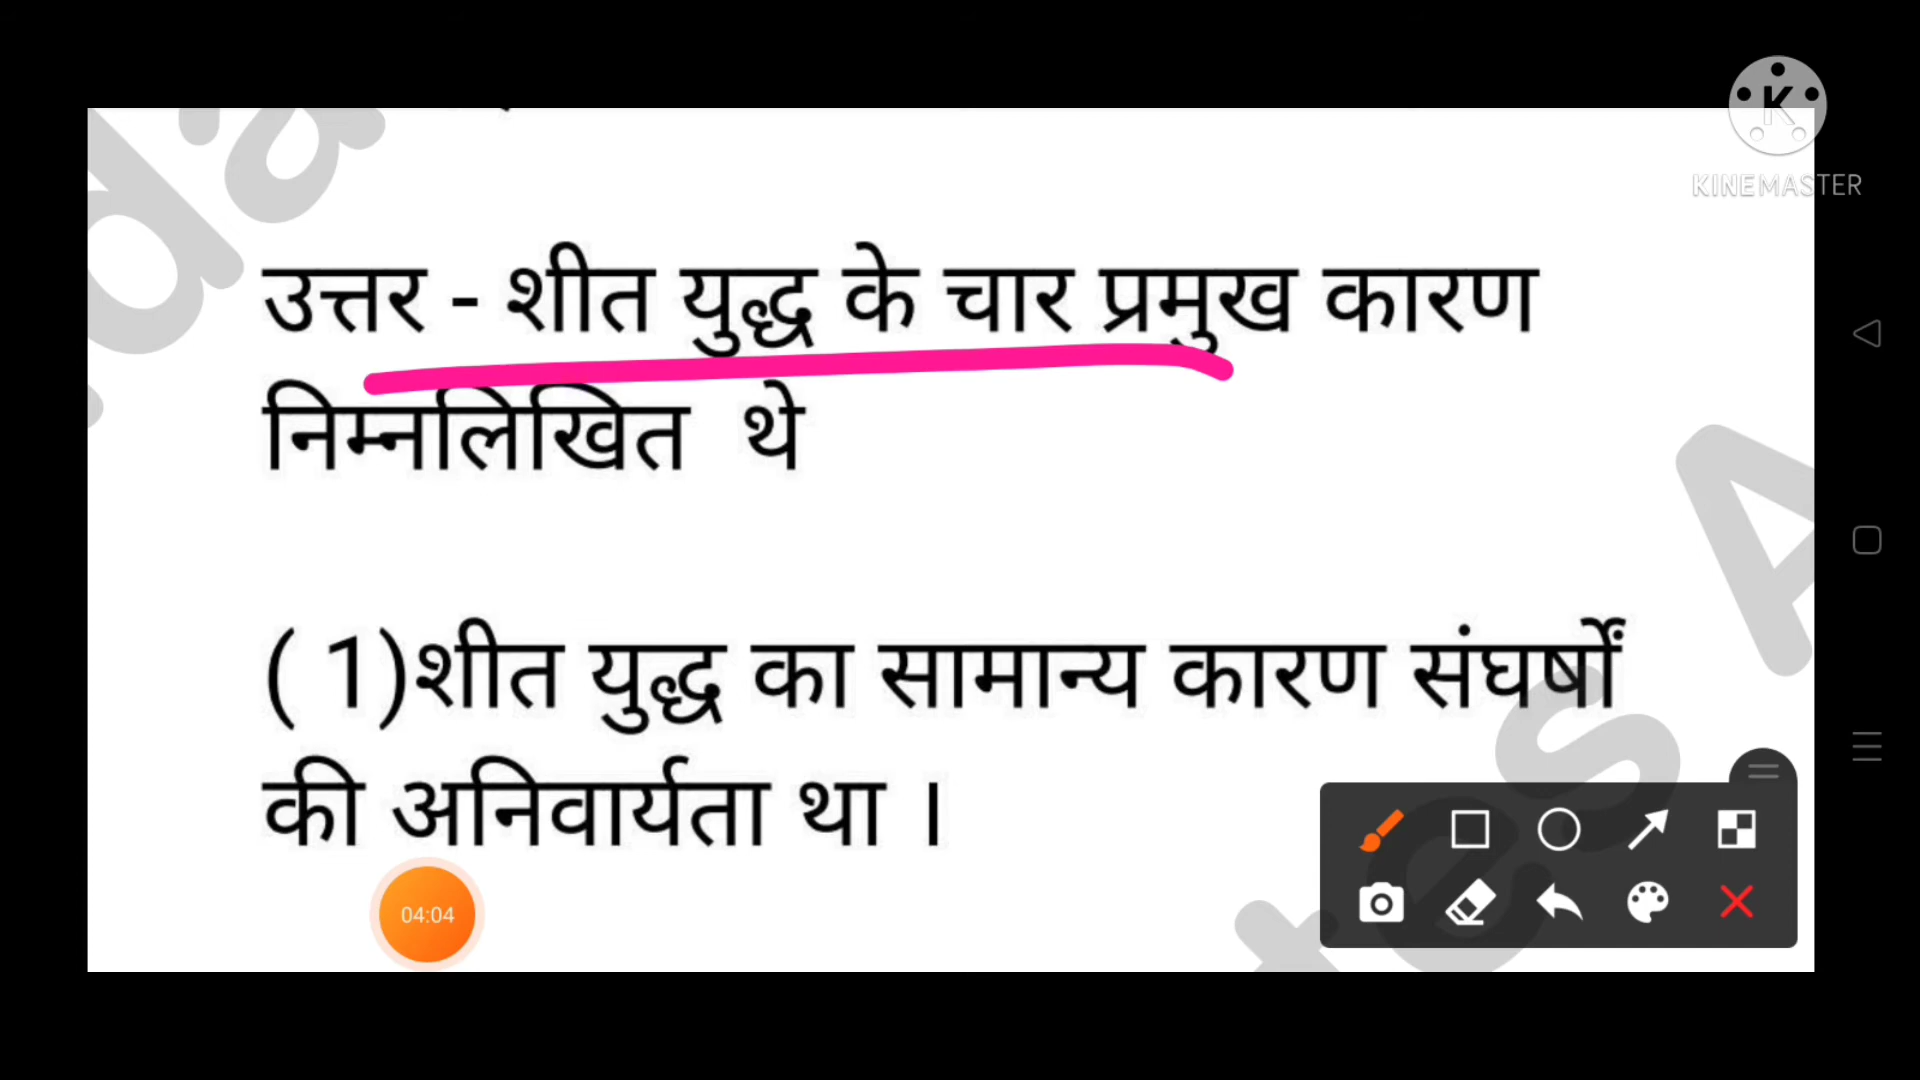 KINEMASTER
उत्तर - शीत युद्ध के चार प्रमुख कारण
निम्नलिखित थे
( 1)शीत युद्ध का सामान्य कारण संघर्षों
की अनिवार्यता था ।
04:04